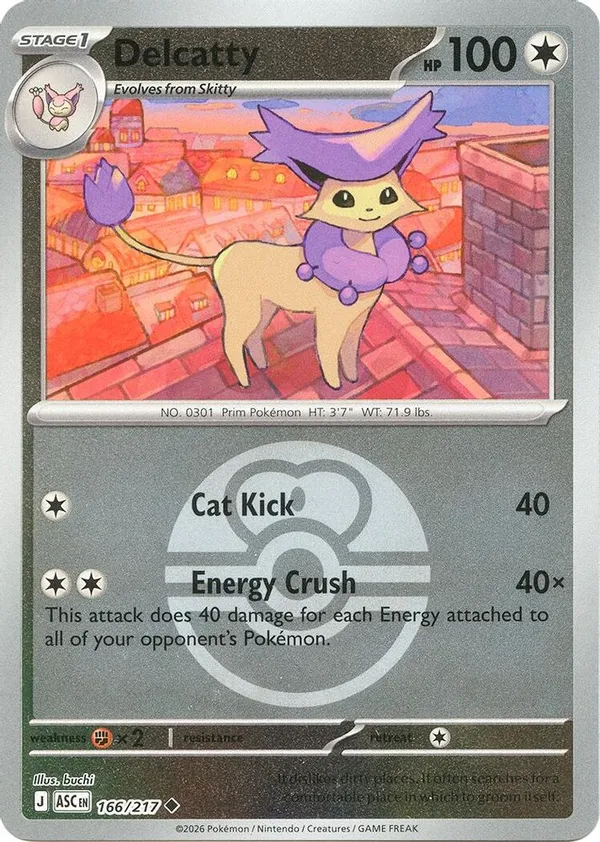 STAGE 1
Delcatty
HP 100
Evolves from Skitty
NO. 0301 Prim Pokémon HT: 3'7" WT: 71.9 lbs.
Cat Kick 40
Energy Crush 40×
This attack does 40 damage for each Energy attached to
all of your opponent's Pokémon.
weakness ×2 resistance retreat
Illus. buchi
It dislikes dirty places. It often searches for a
comfortable place in which to groom itself.
J ASC EN 166/217
©2026 Pokémon / Nintendo / Creatures / GAME FREAK